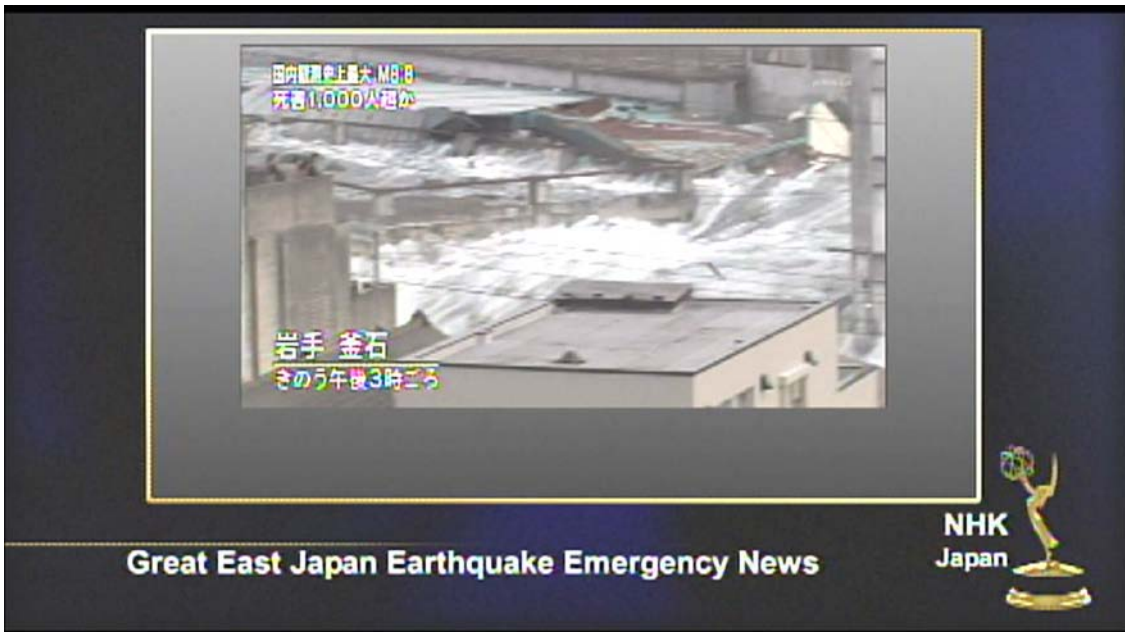 国内観測史上最大 M8.8
死者1,000人超か
岩手 釜石
きのう午後3時ごろ
NHK
Japan
Great East Japan Earthquake Emergency News